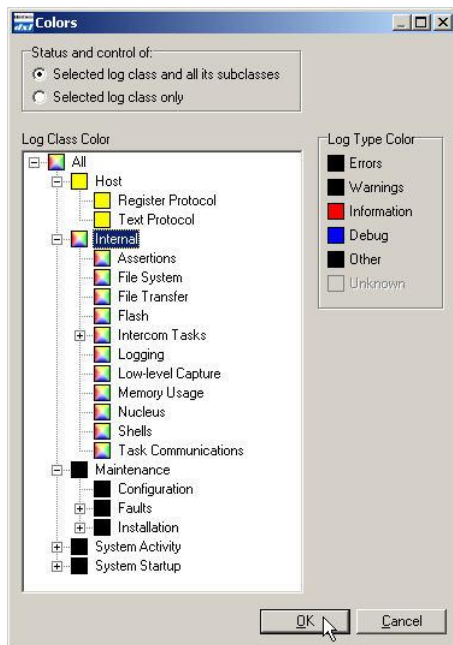 Colors
Status and control of:
Selected log class and all its subclasses
Selected log class only
Log Class Color
All
Host
Register Protocol
Text Protocol
Internal
Assertions
File System
File Transfer
Flash
Intercom Tasks
Logging
Low-level Capture
Memory Usage
Nucleus
Shells
Task Communications
Maintenance
Configuration
Faults
Installation
System Activity
System Startup
Log Type Color
Errors
Warnings
Information
Debug
Other
Unknown
OK
Cancel